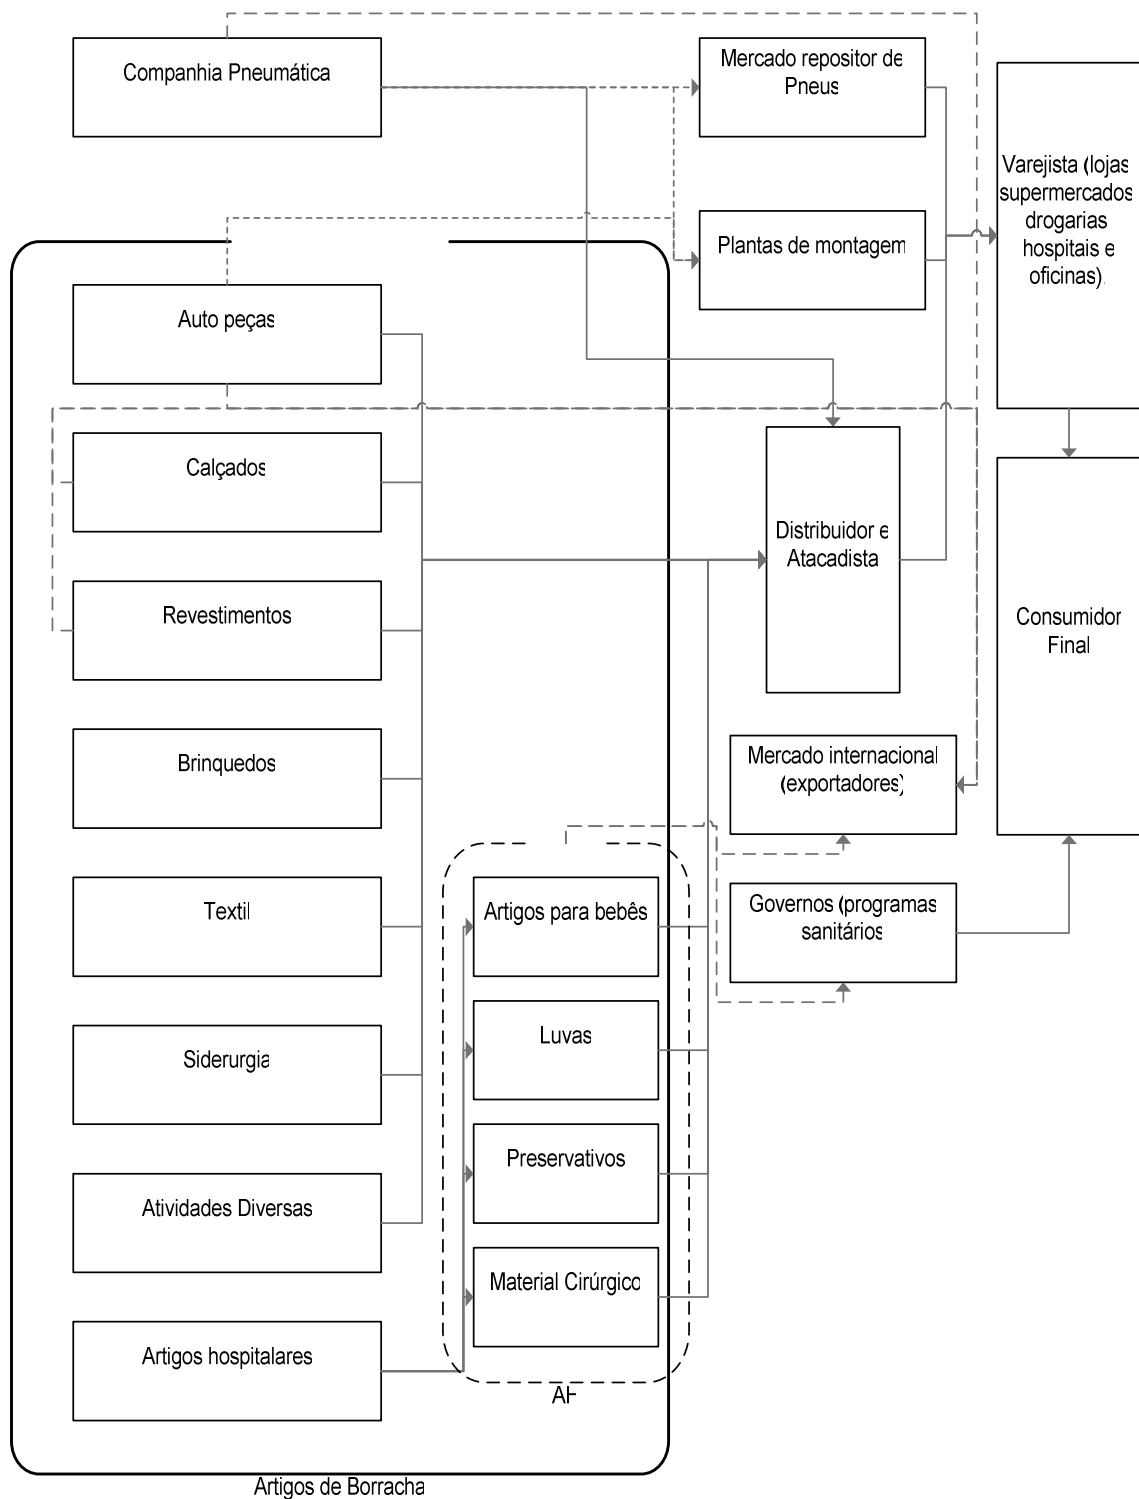 Companhia Pneumática
Mercado repositor de
Pneus
Varejista (lojas
supermercados
drogarias
hospitais e
oficinas)
Plantas de montagem
Auto peças
Calçados
Distribuidor e
Atacadista
Revestimentos
Consumidor
Final
Brinquedos
Mercado internacional
(exportadores)
Textil
Artigos para bebês
Governos (programas
sanitários
Siderurgia
Luvas
Preservativos
Atividades Diversas
Material Cirúrgico
Artigos hospitalares
AH
Artigos de Borracha